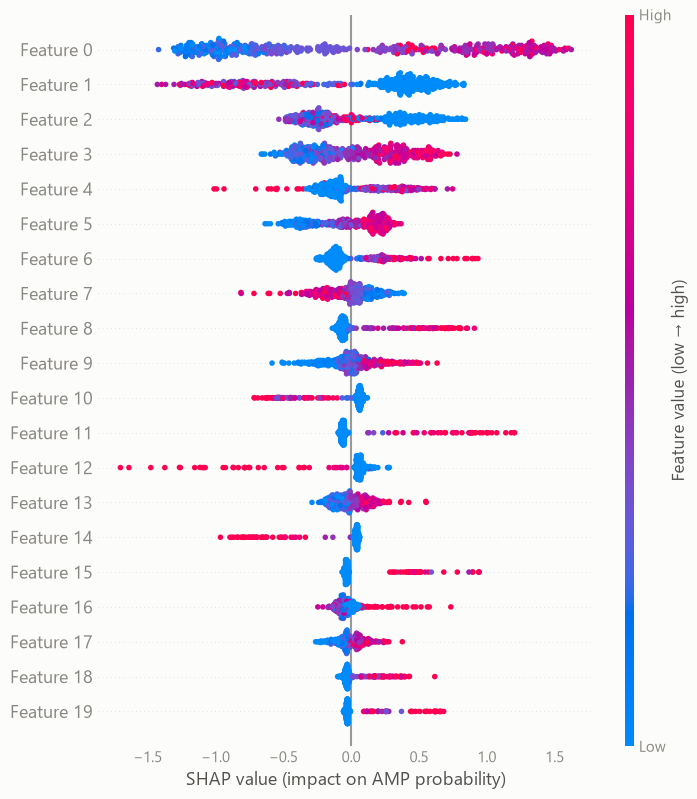 High
Feature 0
Feature 1
Feature 2
Feature 3
Feature 4
Feature 5
Feature 6
Feature 7
Feature 8
Feature 9
Feature 10
Feature 11
Feature 12
Feature 13
Feature 14
Feature 15
Feature 16
Feature 17
Feature 18
Feature 19
Low
Feature value (low → high)
−1.5 −1.0 −0.5 0.0 0.5 1.0 1.5
SHAP value (impact on AMP probability)